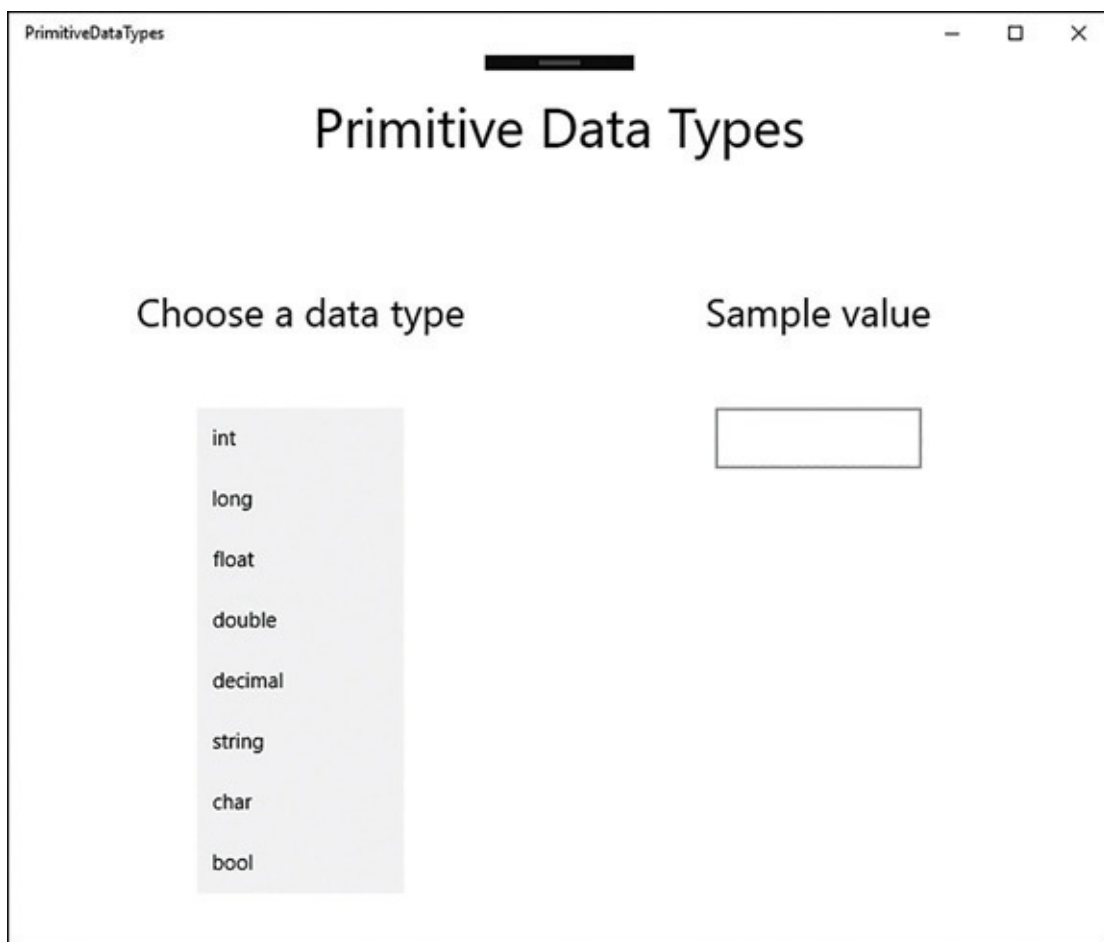 PrimitiveDataTypes
Primitive Data Types
Choose a data type
Sample value
int
long
float
double
decimal
string
char
bool